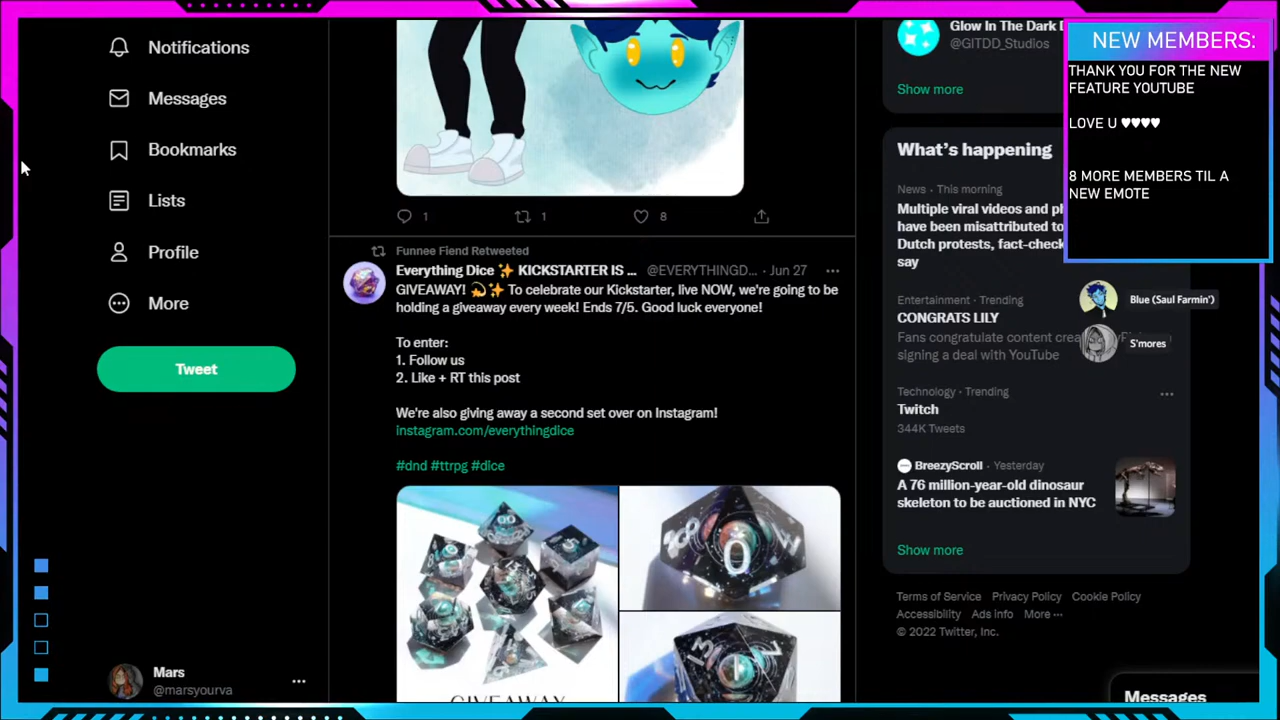 Notifications
Messages
Bookmarks
Lists
Profile
More
Tweet
Mars
@marsyourva
1
1
8
Funnee Fiend Retweeted
Everything Dice ✨ KICKSTARTER IS ... @EVERYTHINGD... · Jun 27
GIVEAWAY! 💫✨ To celebrate our Kickstarter, live NOW, we're going to be
holding a giveaway every week! Ends 7/5. Good luck everyone!
To enter:
1. Follow us
2. Like + RT this post
We're also giving away a second set over on Instagram!
instagram.com/everythingdice
#dnd #ttrpg #dice
GIVEAWAY
Glow In The Dark
@GITDD_Studios
Show more
What's happening
News · This morning
Multiple viral videos and
have been misattributed to
Dutch protests, fact-check
say
Entertainment · Trending
CONGRATS LILY
Fans congratulate content
signing a deal with YouTube
Technology · Trending
Twitch
344K Tweets
BreezyScroll · Yesterday
A 76 million-year-old dinosaur
skeleton to be auctioned in NYC
Show more
Terms of Service Privacy Policy Cookie Policy
Accessibility Ads info More ···
© 2022 Twitter, Inc.
Messages
NEW MEMBERS:
THANK YOU FOR THE NEW
FEATURE YOUTUBE
LOVE U ♥♥♥♥
8 MORE MEMBERS TIL A
NEW EMOTE
Blue (Saul Farmin')
S'mores